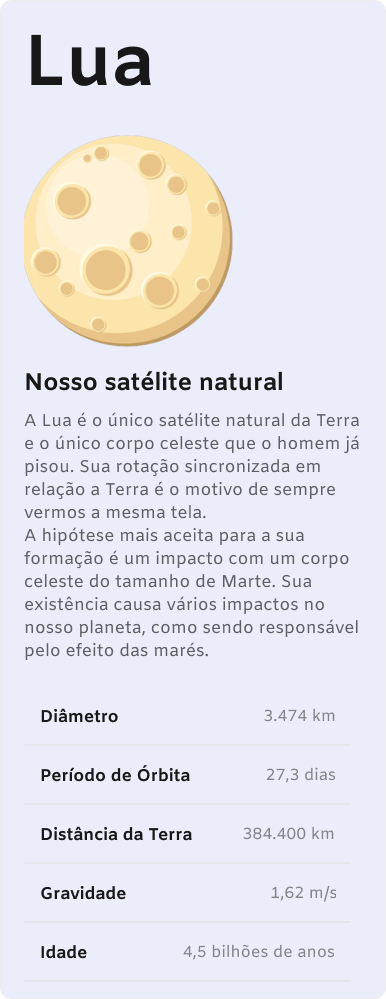 Lua
Nosso satélite natural
A Lua é o único satélite natural da Terra
e o único corpo celeste que o homem já
pisou. Sua rotação sincronizada em
relação a Terra é o motivo de sempre
vermos a mesma tela.
A hipótese mais aceita para a sua
formação é um impacto com um corpo
celeste do tamanho de Marte. Sua
existência causa vários impactos no
nosso planeta, como sendo responsável
pelo efeito das marés.
Diâmetro 3.474 km
Período de Órbita 27,3 dias
Distância da Terra 384.400 km
Gravidade 1,62 m/s
Idade 4,5 bilhões de anos